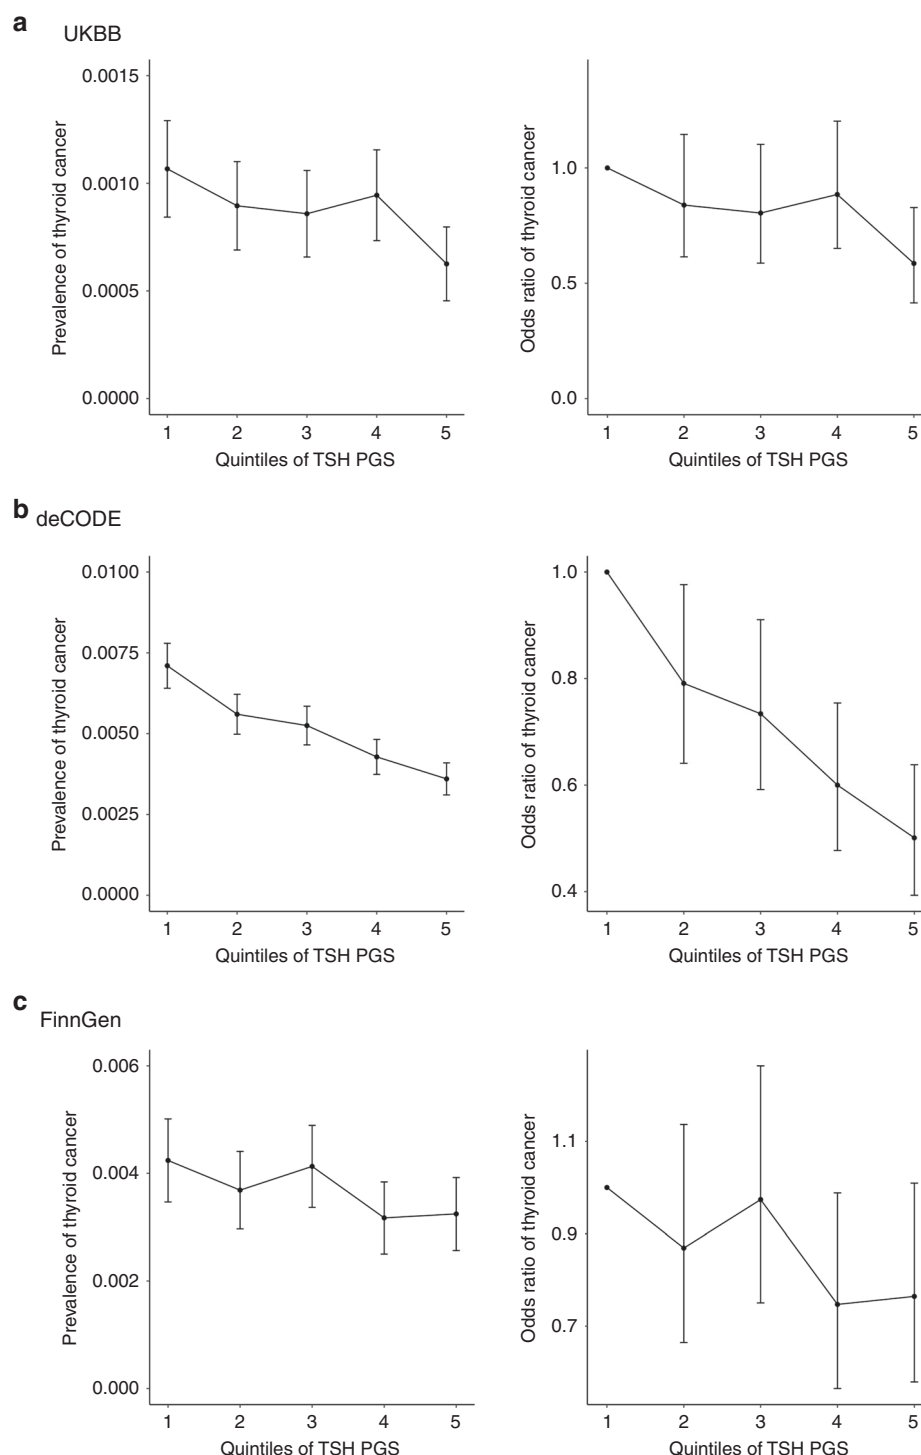 a
UKBB
Prevalence of thyroid cancer
0.0015
0.0010
0.0005
0.0000
1 2 3 4 5
Quintiles of TSH PGS
Odds ratio of thyroid cancer
1.0
0.5
0.0
1 2 3 4 5
Quintiles of TSH PGS
b deCODE
Prevalence of thyroid cancer
0.0100
0.0075
0.0050
0.0025
0.0000
1 2 3 4 5
Quintiles of TSH PGS
Odds ratio of thyroid cancer
1.0
0.8
0.6
0.4
1 2 3 4 5
Quintiles of TSH PGS
c
FinnGen
Prevalence of thyroid cancer
0.006
0.004
0.002
0.000
1 2 3 4 5
Quintiles of TSH PGS
Odds ratio of thyroid cancer
1.1
0.9
0.7
1 2 3 4 5
Quintiles of TSH PGS